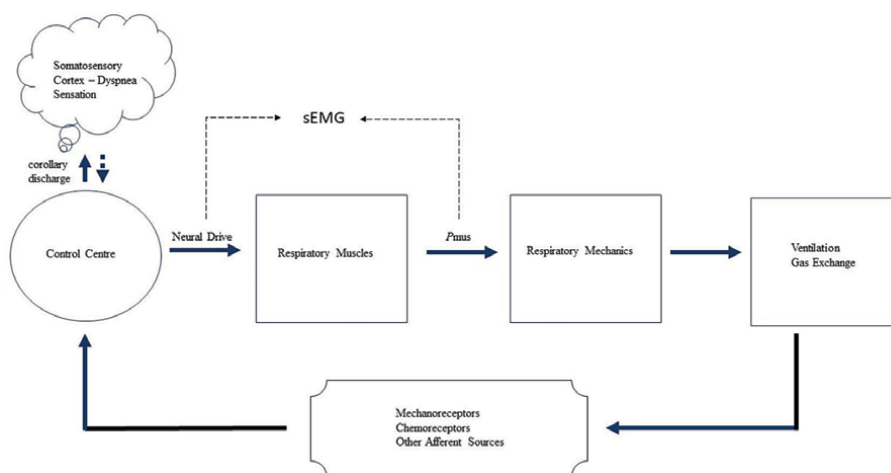 Somatosensory
Cortex – Dyspnea
Sensation
sEMG
corollary
discharge
Control Centre
Neural Drive
Respiratory Muscles
Pmus
Respiratory Mechanics
Ventilation
Gas Exchange
Mechanoreceptors
Chemoreceptors
Other Afferent Sources